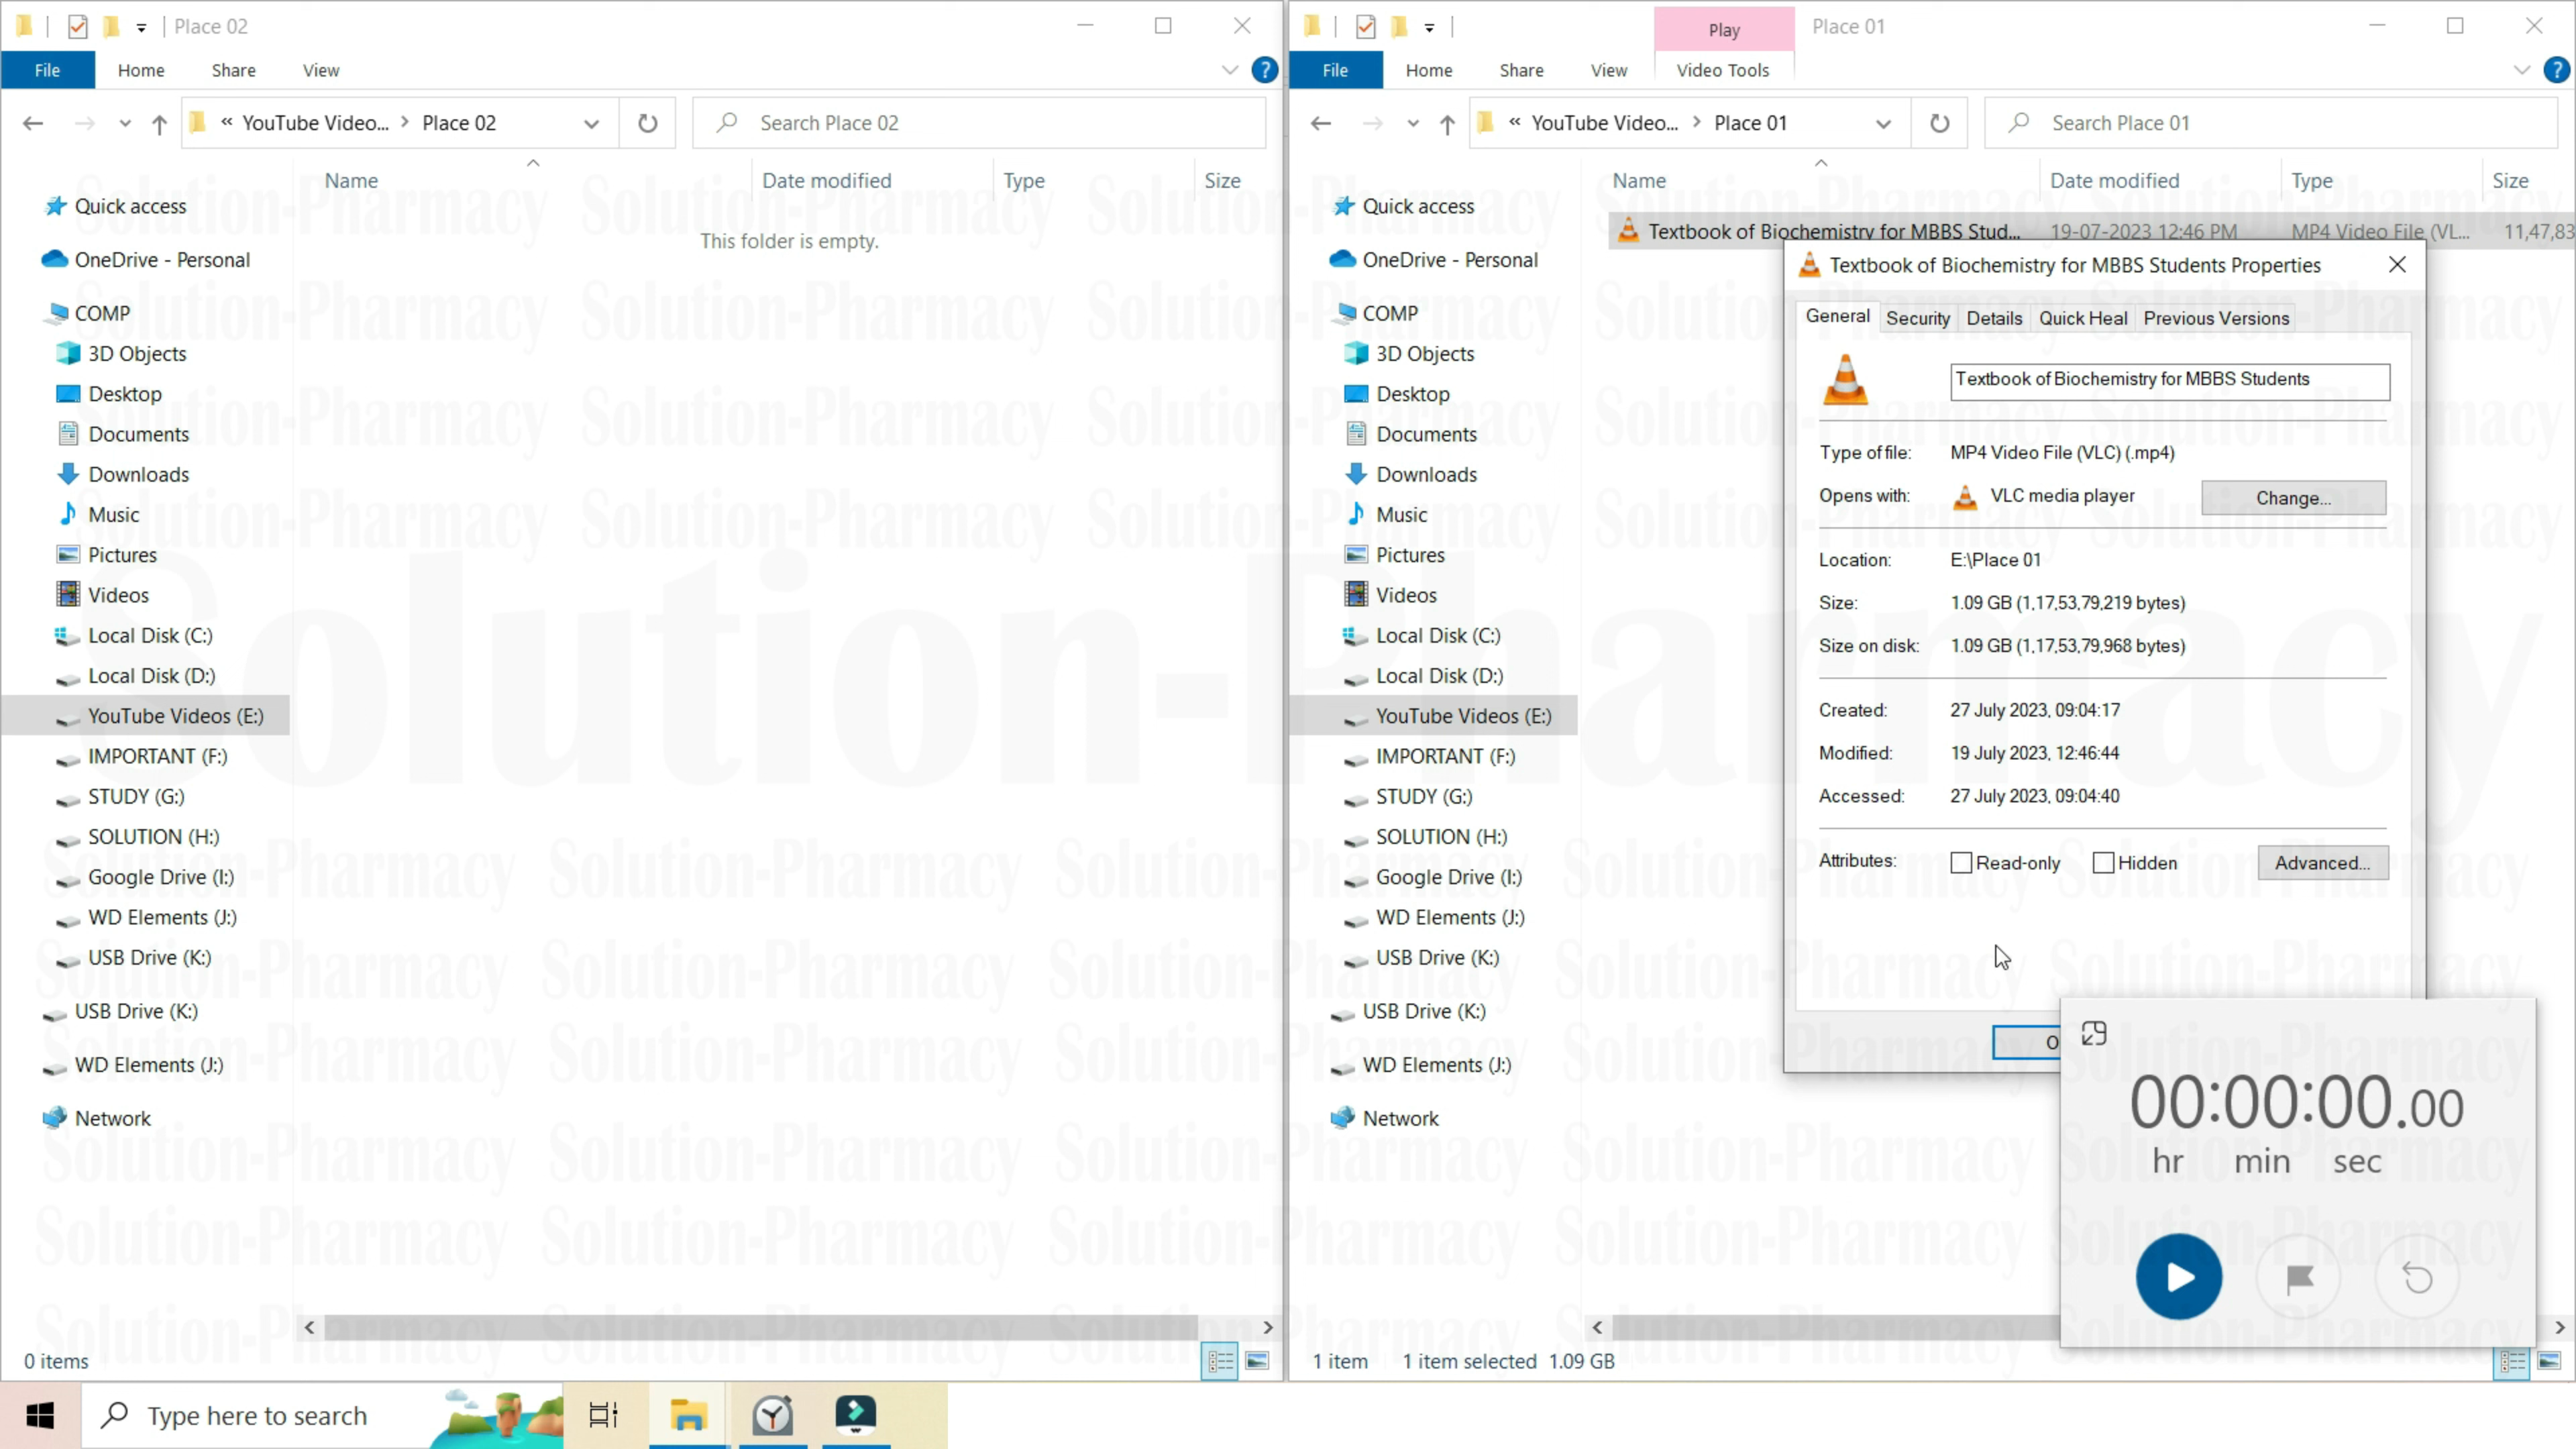 Place 02
File Home Share View
« YouTube Video... > Place 02
Search Place 02
Name Date modified Type Size
This folder is empty.
Quick access
OneDrive - Personal
COMP
3D Objects
Desktop
Documents
Downloads
Music
Pictures
Videos
Local Disk (C:)
Local Disk (D:)
YouTube Videos (E:)
IMPORTANT (F:)
STUDY (G:)
SOLUTION (H:)
Google Drive (I:)
WD Elements (J:)
USB Drive (K:)
USB Drive (K:)
WD Elements (J:)
Network
0 items
Play Place 01
File Home Share View Video Tools
« YouTube Video... > Place 01
Search Place 01
Name Date modified Type Size
Textbook of Biochemistry for MBBS Stud... 19-07-2023 12:46 PM MP4 Video File (VL... 11,47,83
Quick access
OneDrive - Personal
COMP
3D Objects
Desktop
Documents
Downloads
Music
Pictures
Videos
Local Disk (C:)
Local Disk (D:)
YouTube Videos (E:)
IMPORTANT (F:)
STUDY (G:)
SOLUTION (H:)
Google Drive (I:)
WD Elements (J:)
USB Drive (K:)
USB Drive (K:)
WD Elements (J:)
Network
1 item 1 item selected 1.09 GB
Textbook of Biochemistry for MBBS Students Properties
General Security Details Quick Heal Previous Versions
Textbook of Biochemistry for MBBS Students
Type of file: MP4 Video File (VLC) (.mp4)
Opens with: VLC media player Change...
Location: E:\Place 01
Size: 1.09 GB (1,17,53,79,219 bytes)
Size on disk: 1.09 GB (1,17,53,79,968 bytes)
Created: 27 July 2023, 09:04:17
Modified: 19 July 2023, 12:46:44
Accessed: 27 July 2023, 09:04:40
Attributes: Read-only Hidden Advanced...
00:00:00.00
hr min sec
Type here to search
Solution-Pharmacy